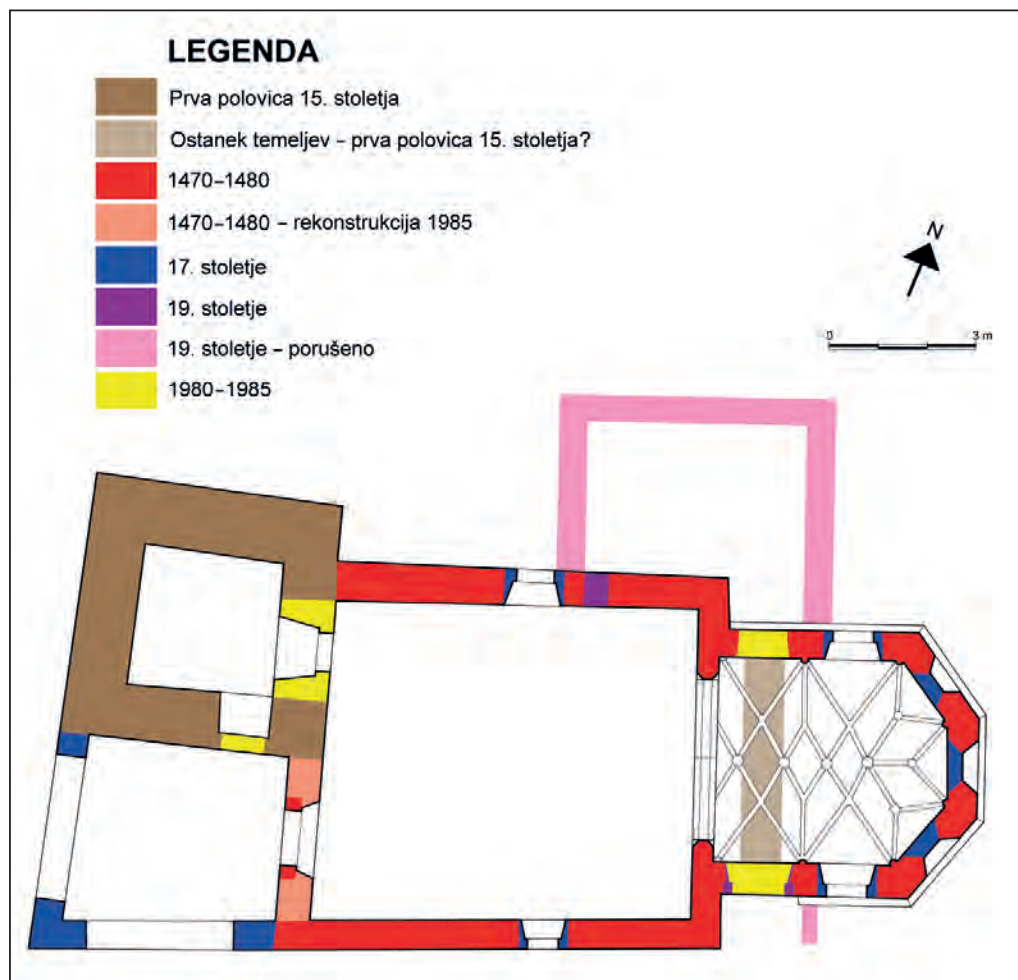 LEGENDA
Prva polovica 15. stoletja
Ostanek temeljev – prva polovica 15. stoletja?
1470–1480
1470–1480 – rekonstrukcija 1985
17. stoletje
19. stoletje
19. stoletje – porušeno
1980–1985
N
0 3 m